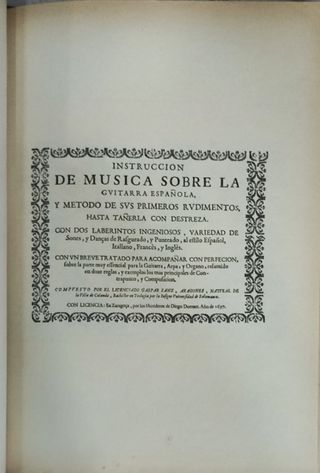 INSTRUCCION
DE MUSICA SOBRE LA
GVITARRA ESPAÑOLA,
Y METODO DE SVS PRIMEROS RVDIMENTOS,
HASTA TAÑERLA CON DESTREZA.
CON DOS LABERINTOS INGENIOSOS, VARIEDAD DE
Sones, y Danças de Rasgueado, y Punteado, al estilo Español,
Italiano, Francès, y Inglès.
CON VN BREVE TRATADO PARA ACOMPAÑAR CON PERFECION,
sobre la parte muy essencial para la Guitarra, Arpa, y Organo, resumido
en doze reglas, y exemplos los mas principales de Con-
trapunto, y Composicion.
COMPVESTO POR EL LICENCIADO GASPAR SANZ, ARAGONES, NATVRAL DE
la Villa de Calanda, Bachiller en Teologia por la Insigne Vniversidad de Salamanca.
CON LICENCIA: En Zaragoça, por los Herederos de Diego Dormer. Año de 1697.